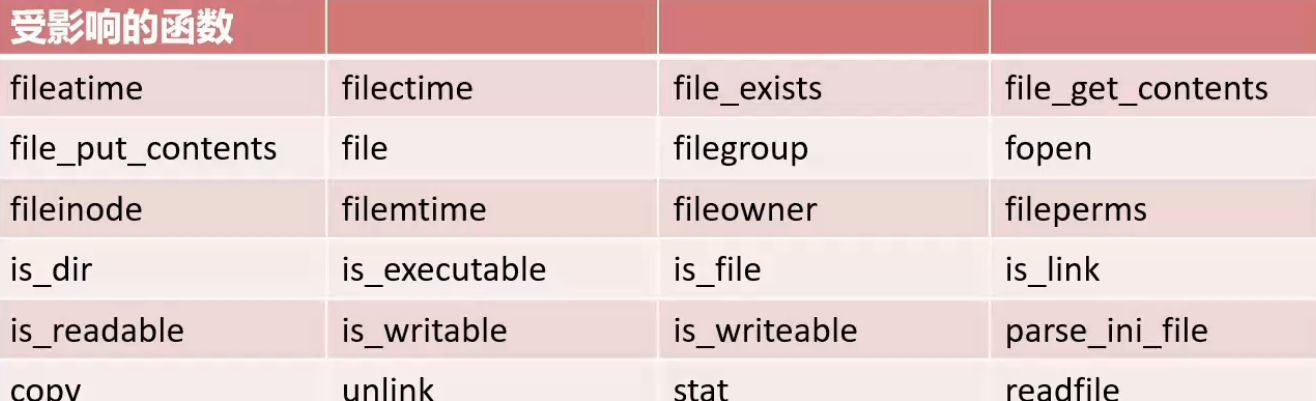 受影响的函数
fileatime filectime file_exists file_get_contents
file_put_contents file filegroup fopen
fileinode filemtime fileowner fileperms
is_dir is_executable is_file is_link
is_readable is_writable is_writeable parse_ini_file
copy unlink stat readfile